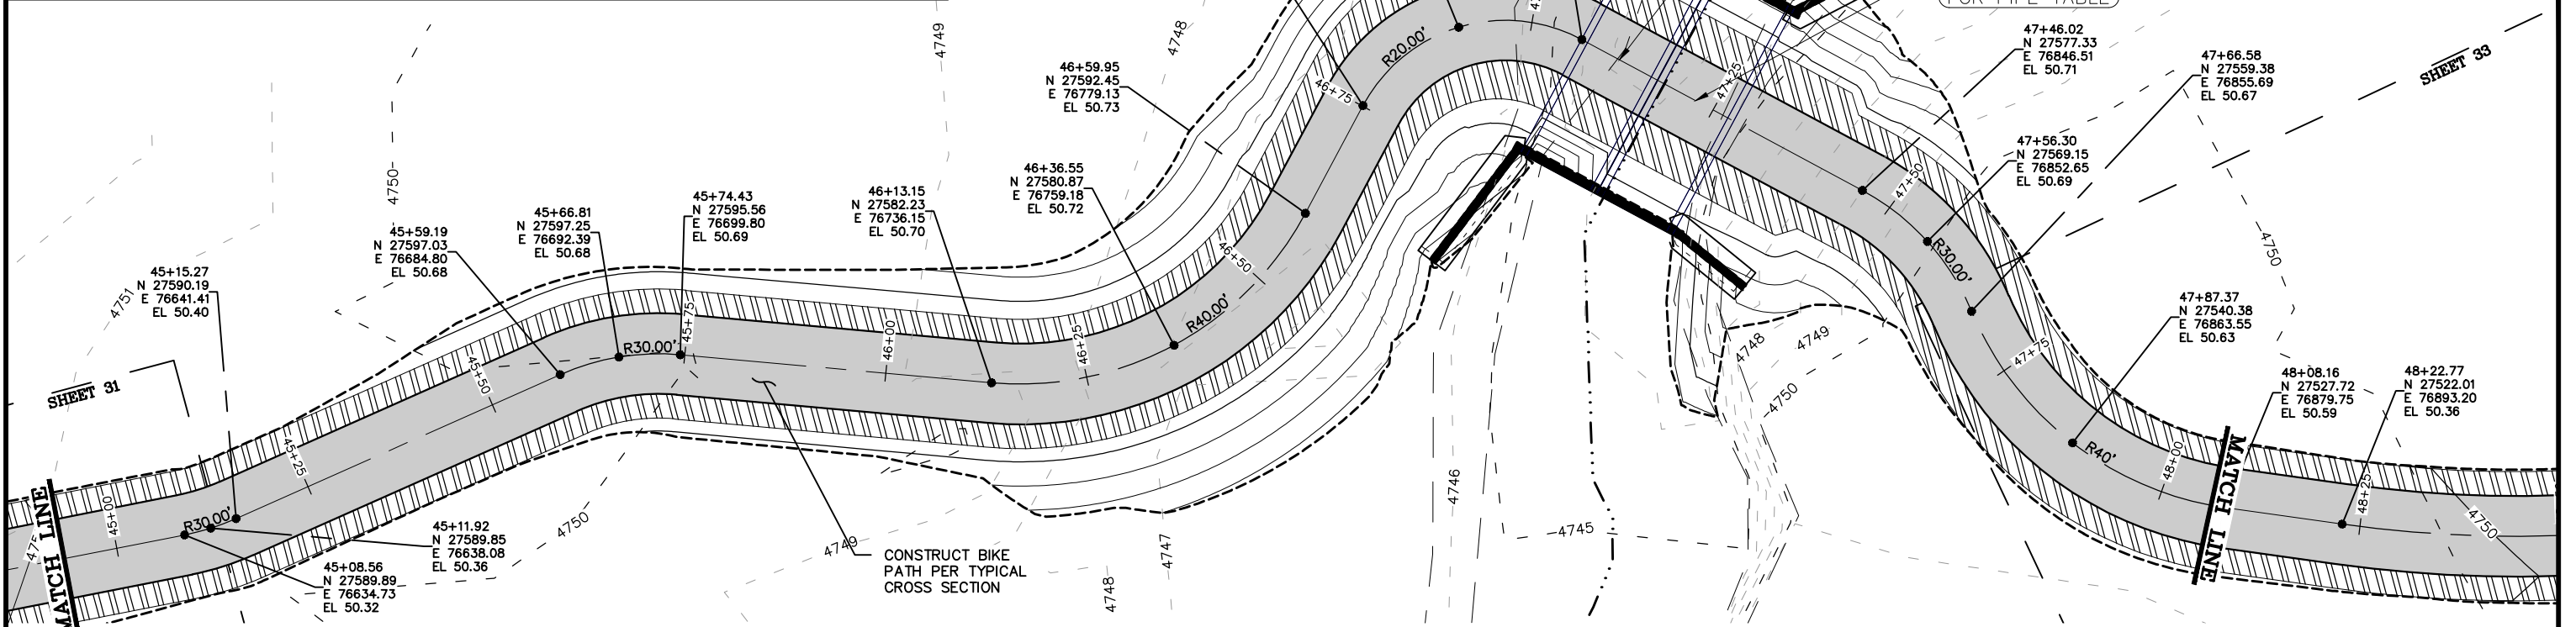 4749
4748
R20.00'
46+75
47+25
47+46.02
N 27577.33
E 76846.51
EL 50.71
47+66.58
N 27559.38
E 76855.69
EL 50.67
SHEET 33
46+59.95
N 27592.45
E 76779.13
EL 50.73
47+56.30
N 27569.15
E 76852.65
EL 50.69
46+36.55
N 27580.87
E 76759.18
EL 50.72
46+13.15
N 27582.23
E 76736.15
EL 50.70
45+74.43
N 27595.56
E 76699.80
EL 50.69
45+66.81
N 27597.25
E 76692.39
EL 50.68
45+59.19
N 27597.03
E 76684.80
EL 50.68
45+15.27
N 27590.19
E 76641.41
EL 50.40
4751
4750
47+50
R30.00'
4750
46+50
R40.00'
47+87.37
N 27540.38
E 76863.55
EL 50.63
45+75
R30.00'
46+00
46+25
45+50
4748
4749
47+75
4750
SHEET 31
48+08.16
N 27527.72
E 76879.75
EL 50.59
48+22.77
N 27522.01
E 76893.20
EL 50.36
45+25
R40'
48+00
MATCH LINE
48+25
4750
4746
4745
MATCH LINE
45+00
R30.00'
4750
4749
4747
4748
45+11.92
N 27589.85
E 76638.08
EL 50.36
45+08.56
N 27589.89
E 76634.73
EL 50.32
CONSTRUCT BIKE
PATH PER TYPICAL
CROSS SECTION